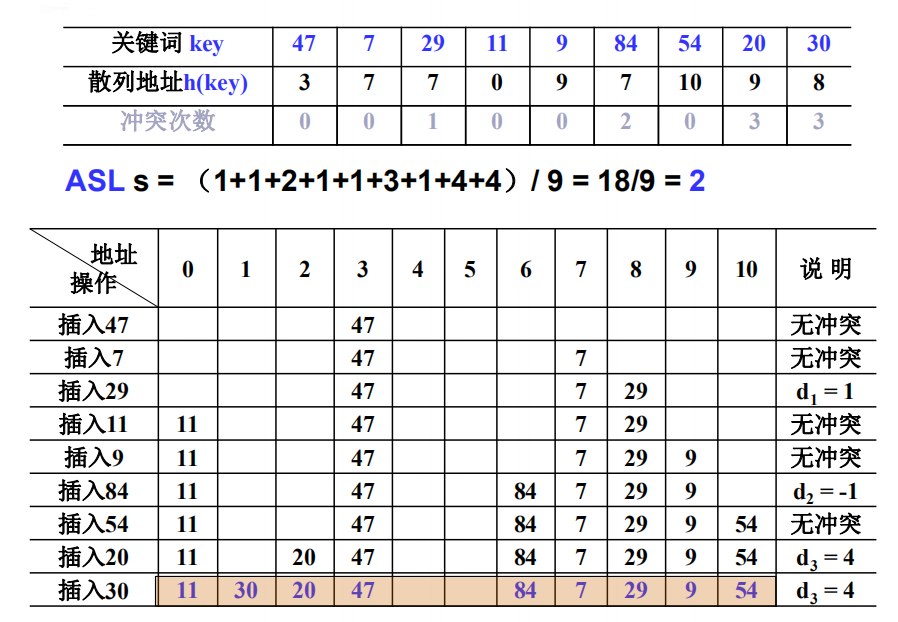 关键词 key 47 7 29 11 9 84 54 20 30
散列地址h(key) 3 7 7 0 9 7 10 9 8
冲突次数 0 0 1 0 0 2 0 3 3
ASL s = （1+1+2+1+1+3+1+4+4）/ 9 = 18/9 = 2
地址 操作 0 1 2 3 4 5 6 7 8 9 10 说 明
插入47 47 无冲突
插入7 47 7 无冲突
插入29 47 7 29 d₁ = 1
插入11 11 47 7 29 无冲突
插入9 11 47 7 29 9 无冲突
插入84 11 47 84 7 29 9 d₂ = -1
插入54 11 47 84 7 29 9 54 无冲突
插入20 11 20 47 84 7 29 9 54 d₃ = 4
插入30 11 30 20 47 84 7 29 9 54 d₃ = 4